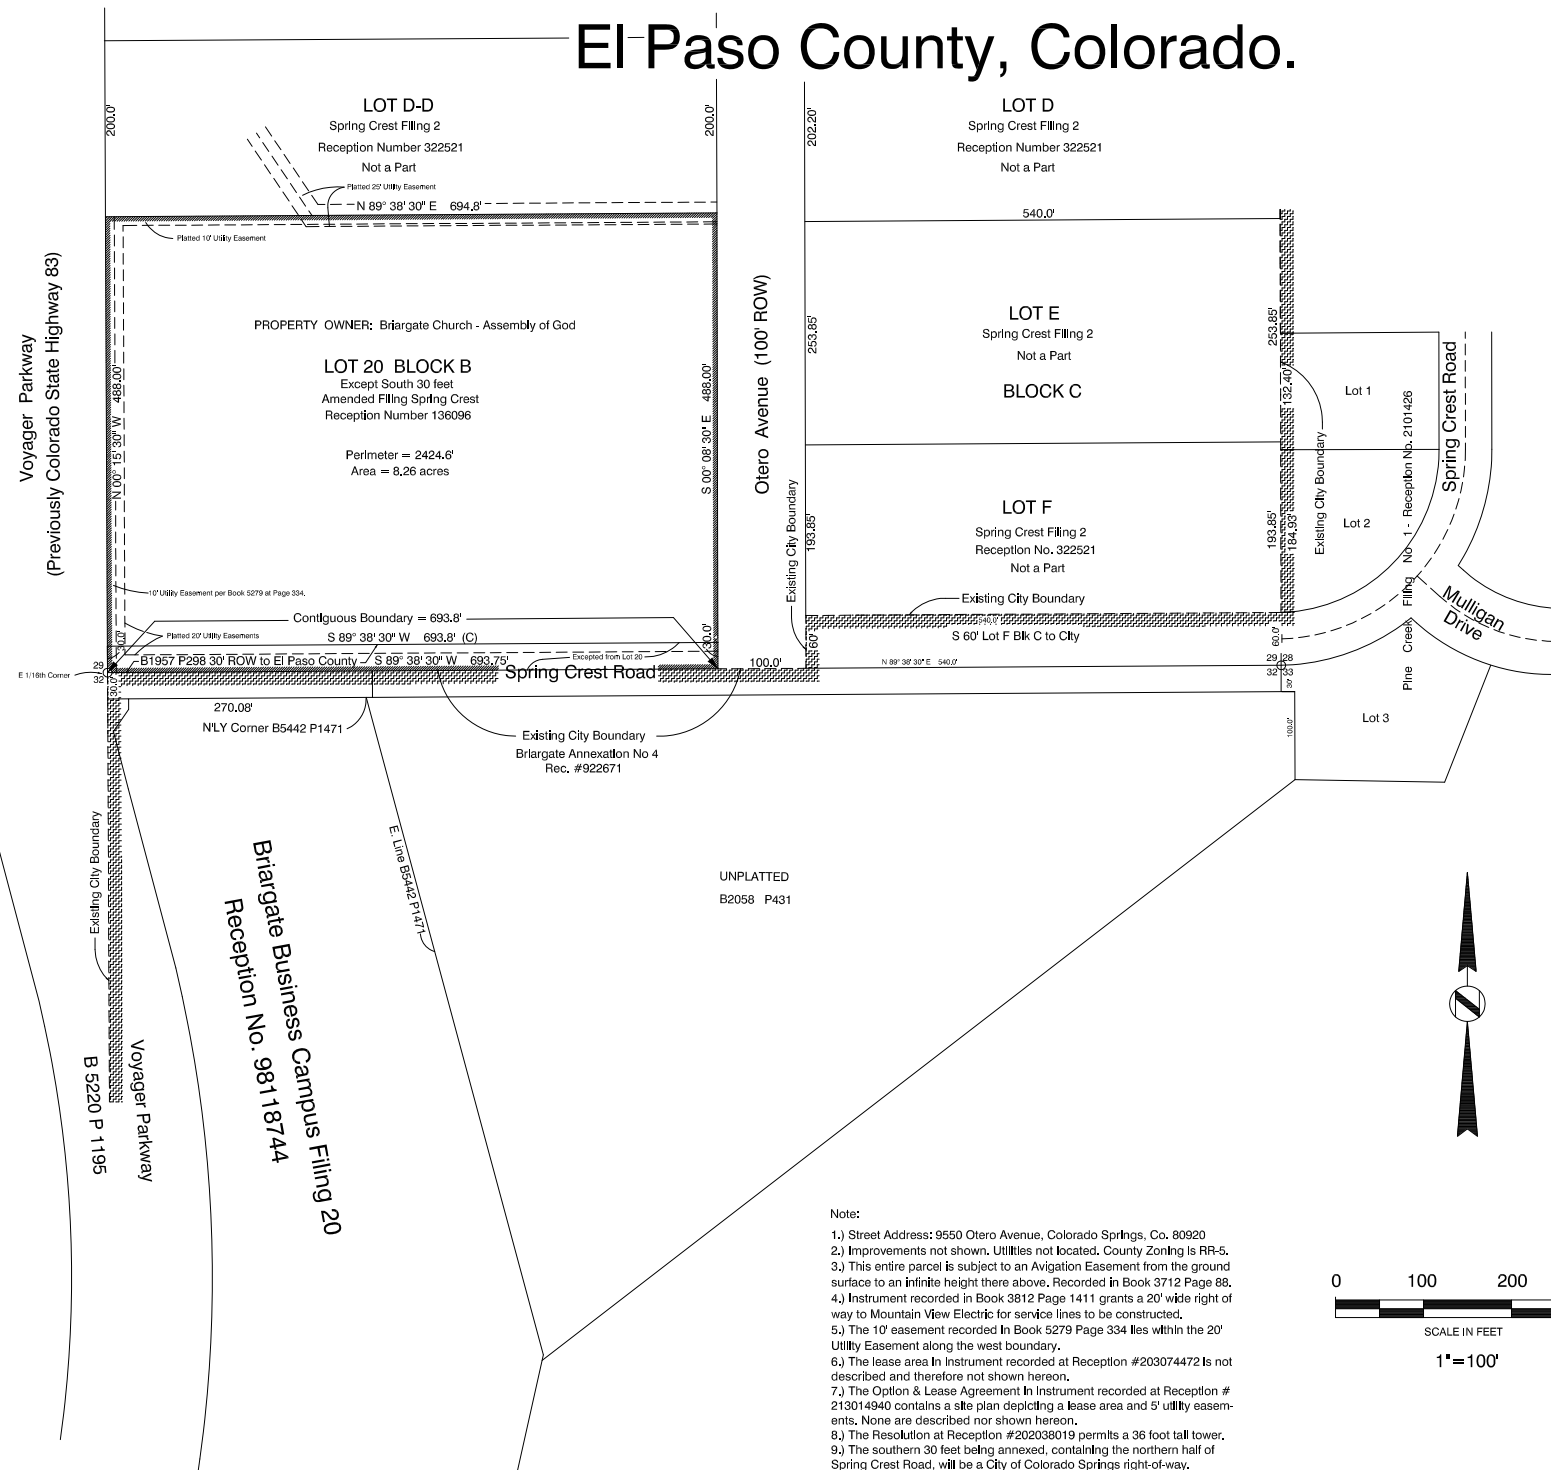 El Paso County, Colorado.
200.0'
LOT D-D
Spring Crest Filing 2
Reception Number 322521
Not a Part
Platted 25' Utility Easement
N 89° 38' 30" E 694.8'
200.0'
202.20'
LOT D
Spring Crest Filing 2
Reception Number 322521
Not a Part
540.0'
Platted 10' Utility Easement
Voyager Parkway
(Previously Colorado State Highway 83)
N 00° 15' 30" W 488.00'
PROPERTY OWNER: Briargate Church - Assembly of God
LOT 20 BLOCK B
Except South 30 feet
Amended Filing Spring Crest
Reception Number 136096
Perimeter = 2424.6'
Area = 8.26 acres
S 00° 08' 30" E 488.00'
Otero Avenue (100' ROW)
253.85'
LOT E
Spring Crest Filing 2
Not a Part
BLOCK C
253.85'
132.40'
Lot 1
Existing City Boundary
Lot 2
Pine Creek Filing No. 1 - Reception No. 2101426
Spring Crest Road
Mulligan
Drive
Existing City Boundary
193.85'
LOT F
Spring Crest Filing 2
Reception No. 322521
Not a Part
193.85'
184.93'
Existing City Boundary
540.0'
S 60' Lot F Blk C to City
60'
60.0'
10' Utility Easement per Book 5279 at Page 334.
Contiguous Boundary = 693.8'
Platted 20' Utility Easements
S 89° 38' 30" W 693.8' (C)
30.0'
30.0'
B1957 P298 30' ROW to El Paso County
S 89° 38' 30" W 693.75'
Excepted from Lot 20
Spring Crest Road
100.0'
N 89° 38' 30" E 540.0'
29
E 1/16th Corner
32
30.0'
29 28
32 33
30'
100.0'
Lot 3
270.08'
N'LY Corner B5442 P1471
Existing City Boundary
Briargate Annexation No 4
Rec. #922671
Existing City Boundary
E. Line B5442 P1471
UNPLATTED
B2058 P431
Briargate Business Campus Filing 20
Reception No. 98118744
Voyager Parkway
B 5220 P 1195
Note:
1.) Street Address: 9550 Otero Avenue, Colorado Springs, Co. 80920
2.) Improvements not shown. Utilities not located. County Zoning is RR-5.
3.) This entire parcel is subject to an Avigation Easement from the ground
surface to an infinite height there above. Recorded in Book 3712 Page 88.
4.) Instrument recorded in Book 3812 Page 1411 grants a 20' wide right of
way to Mountain View Electric for service lines to be constructed.
5.) The 10' easement recorded in Book 5279 Page 334 lies within the 20'
Utility Easement along the west boundary.
6.) The lease area in Instrument recorded at Reception #203074472 is not
described and therefore not shown hereon.
7.) The Option & Lease Agreement in Instrument recorded at Reception #
213014940 contains a site plan depicting a lease area and 5' utility easem-
ents. None are described nor shown hereon.
8.) The Resolution at Reception #202038019 permits a 36 foot tall tower.
9.) The southern 30 feet being annexed, containing the northern half of
Spring Crest Road, will be a City of Colorado Springs right-of-way.
0 100 200
SCALE IN FEET
1"=100'